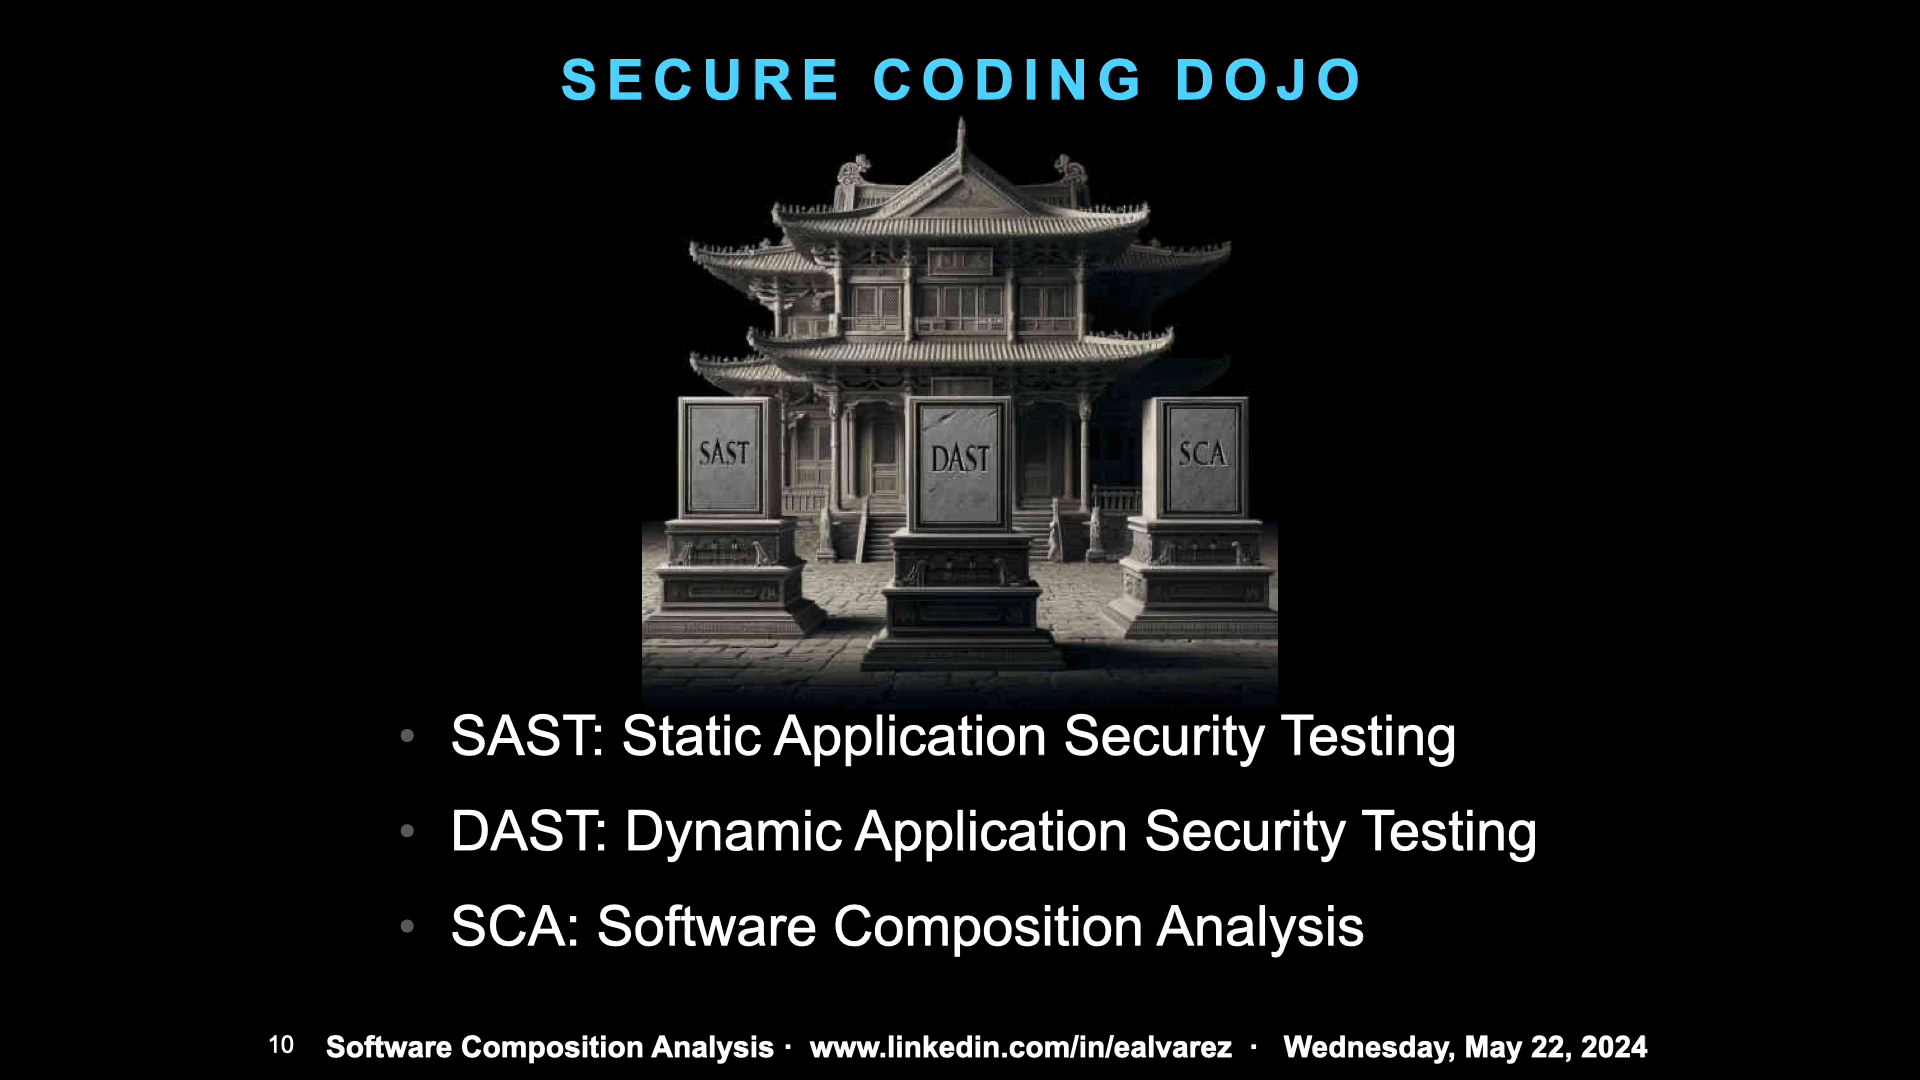 SECURE CODING DOJO
SAST
DAST
SCA
• SAST: Static Application Security Testing
• DAST: Dynamic Application Security Testing
• SCA: Software Composition Analysis
10 Software Composition Analysis · www.linkedin.com/in/ealvarez · Wednesday, May 22, 2024